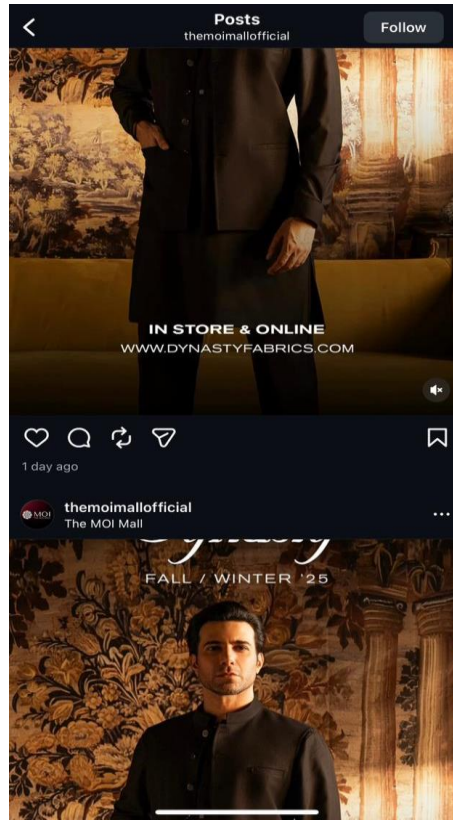 Posts
themoimallofficial
Follow
IN STORE & ONLINE
WWW.DYNASTYFABRICS.COM
1 day ago
MOI
themoimallofficial
The MOI Mall
Dynasty
FALL / WINTER '25